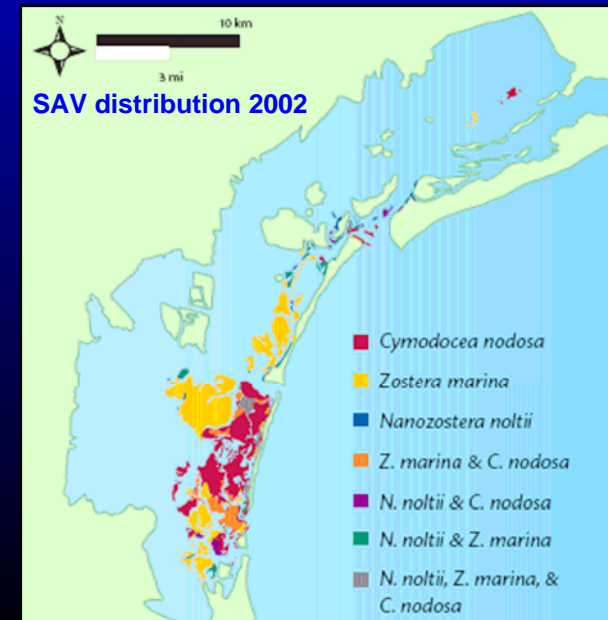 N
10 km
3 mi
SAV distribution 2002
Cymodocea nodosa
Zostera marina
Nanozostera noltii
Z. marina & C. nodosa
N. noltii & C. nodosa
N. noltii & Z. marina
N. noltii, Z. marina, &
C. nodosa